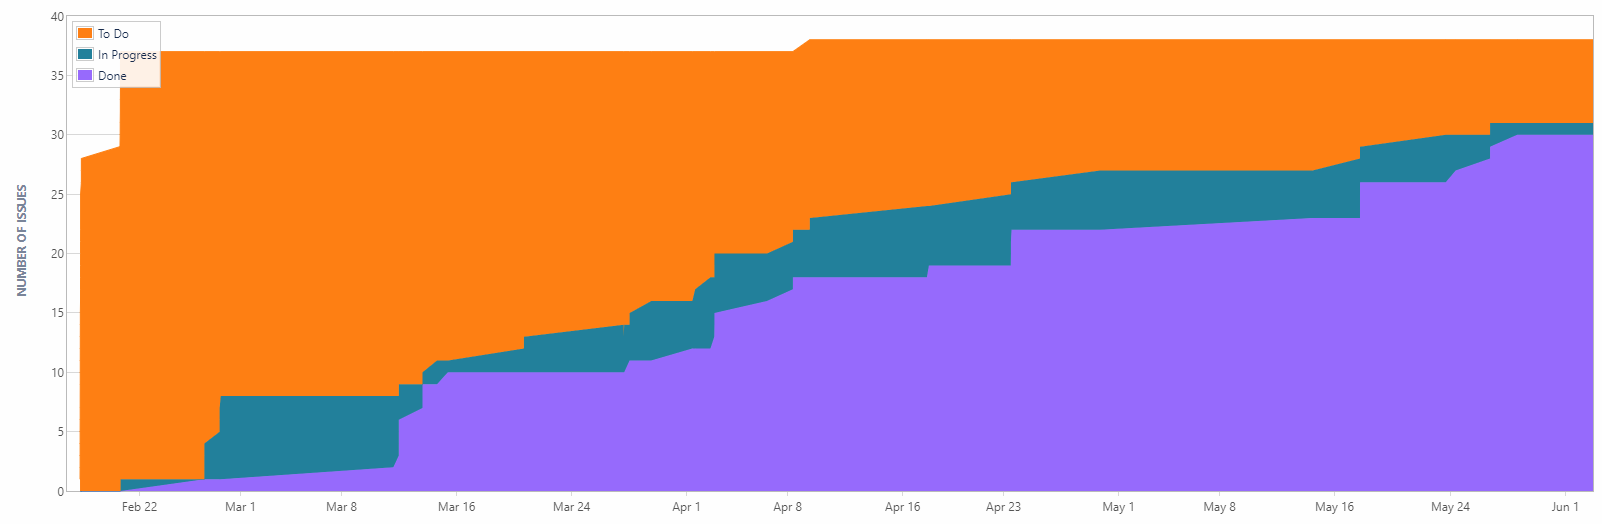 To Do
In Progress
Done
NUMBER OF ISSUES
40
35
30
25
20
15
10
5
0
Feb 22 Mar 1 Mar 8 Mar 16 Mar 24 Apr 1 Apr 8 Apr 16 Apr 23 May 1 May 8 May 16 May 24 Jun 1